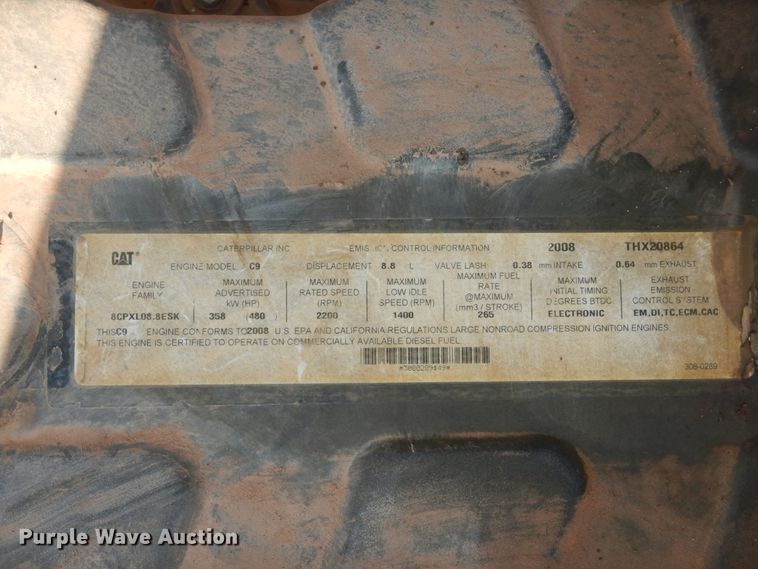 CAT CATERPILLAR INC EMISSION CONTROL INFORMATION 2008 THX20864
ENGINE MODEL C9 DISPLACEMENT 8.8 L VALVE LASH 0.38 mm INTAKE 0.64 mm EXHAUST
ENGINE FAMILY
MAXIMUM ADVERTISED kW (HP)
MAXIMUM RATED SPEED (RPM)
MAXIMUM LOW IDLE SPEED (RPM)
MAXIMUM FUEL RATE @MAXIMUM (mm3 / STROKE)
MAXIMUM INITIAL TIMING DEGREES BTDC
EXHAUST EMISSION CONTROL SYSTEM
8CPXL08.8ESK 358 (480) 2200 1400 265 ELECTRONIC EM,DI,TC,ECM,CAC
THIS C9 ENGINE CONFORMS TO 2008 U.S. EPA AND CALIFORNIA REGULATIONS LARGE NONROAD COMPRESSION IGNITION ENGINES.
THIS ENGINE IS CERTIFIED TO OPERATE ON COMMERCIALLY AVAILABLE DIESEL FUEL.
308-0289
Purple Wave Auction